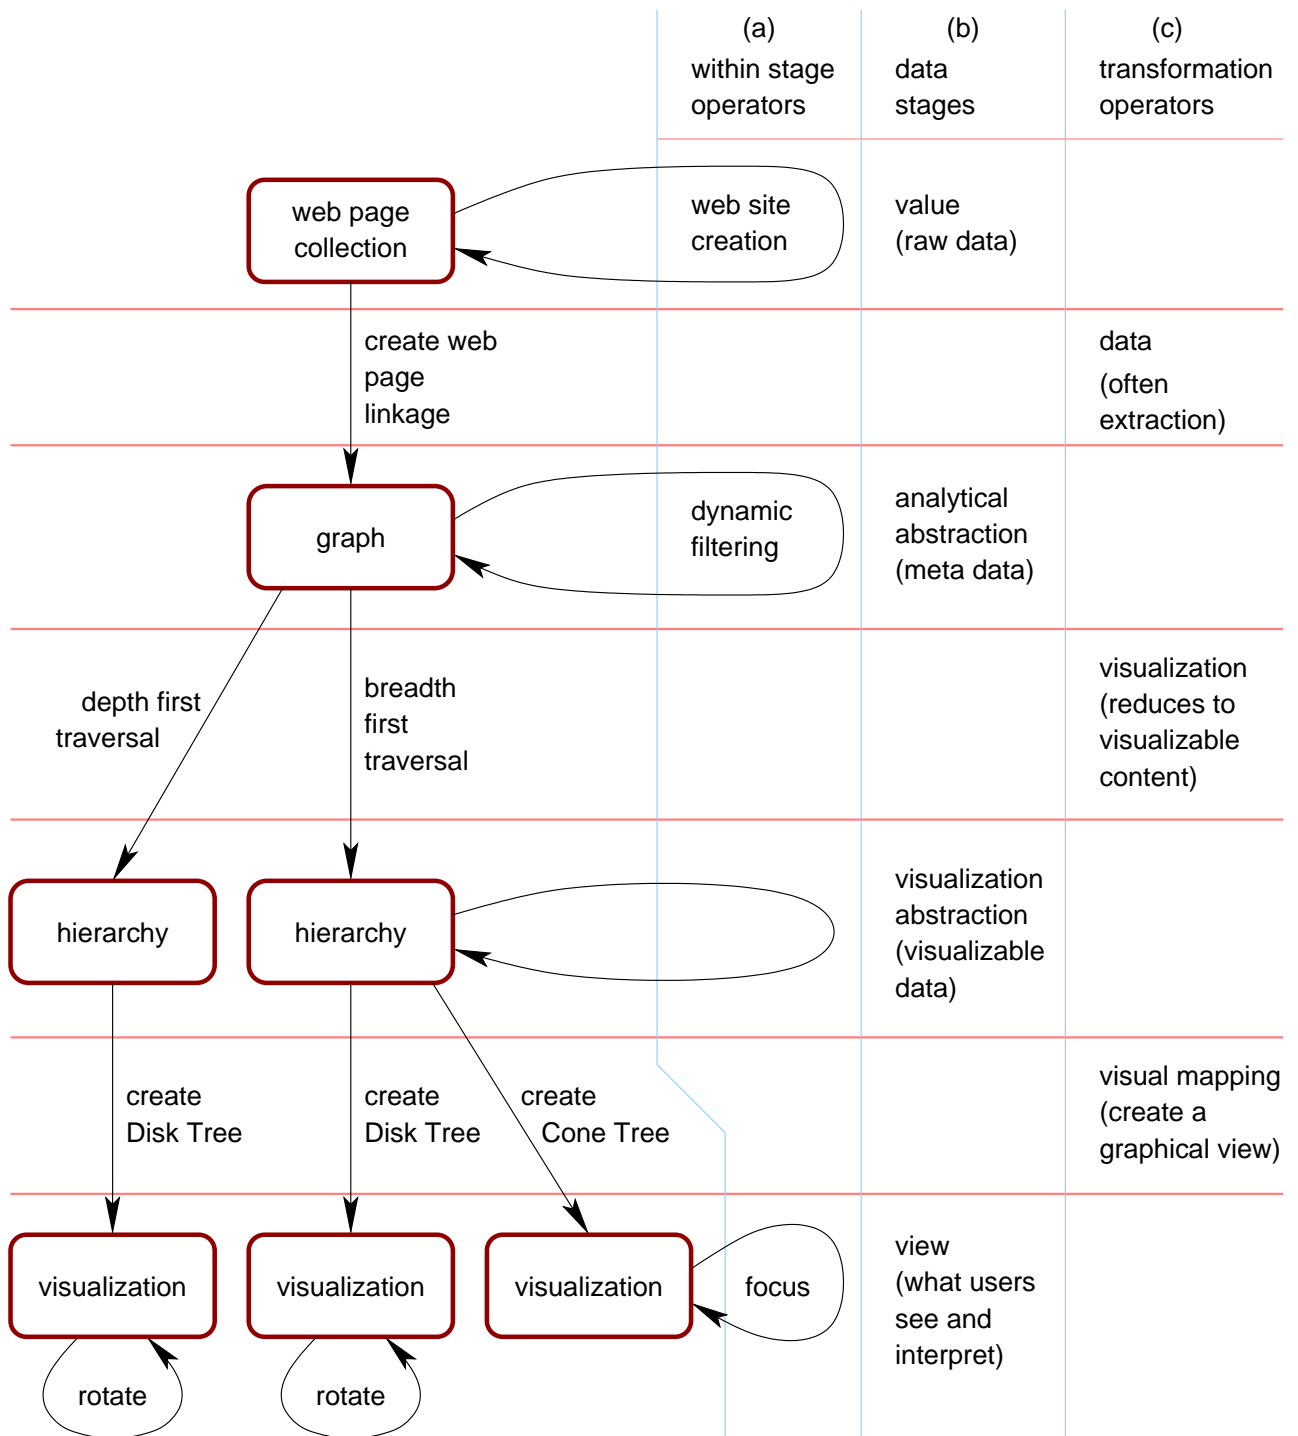 (a)
within stage
operators
(b)
data
stages
(c)
transformation
operators
web page
collection
web site
creation
value
(raw data)
create web
page
linkage
data
(often
extraction)
graph
dynamic
filtering
analytical
abstraction
(meta data)
depth first
traversal
breadth
first
traversal
visualization
(reduces to
visualizable
content)
hierarchy
hierarchy
visualization
abstraction
(visualizable
data)
create
Disk Tree
create
Disk Tree
create
Cone Tree
visual mapping
(create a
graphical view)
visualization
visualization
visualization
focus
view
(what users
see and
interpret)
rotate
rotate